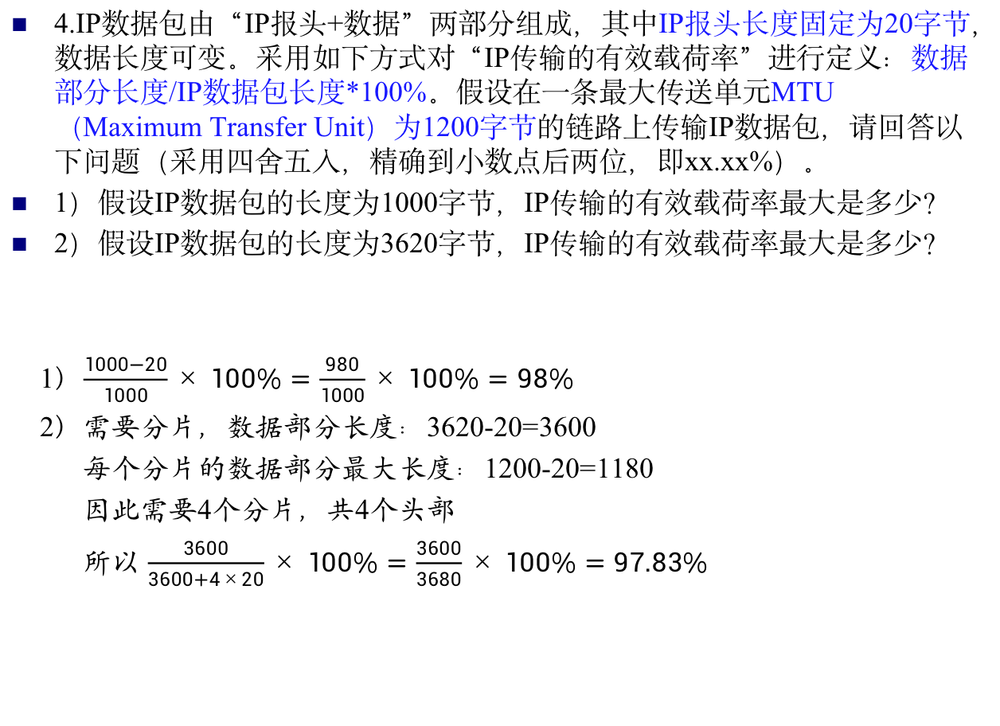 ■ 4.IP数据包由“IP报头+数据”两部分组成，其中IP报头长度固定为20字节，
数据长度可变。采用如下方式对“IP传输的有效载荷率”进行定义：数据
部分长度/IP数据包长度*100%。假设在一条最大传送单元MTU
（Maximum Transfer Unit）为1200字节的链路上传输IP数据包，请回答以
下问题（采用四舍五入，精确到小数点后两位，即xx.xx%）。
■ 1）假设IP数据包的长度为1000字节，IP传输的有效载荷率最大是多少？
■ 2）假设IP数据包的长度为3620字节，IP传输的有效载荷率最大是多少？
1）$\frac{1000-20}{1000} \times 100\% = \frac{980}{1000} \times 100\% = 98\%$
2）需要分片，数据部分长度：3620-20=3600
每个分片的数据部分最大长度：1200-20=1180
因此需要4个分片，共4个头部
所以 $\frac{3600}{3600+4 \times 20} \times 100\% = \frac{3600}{3680} \times 100\% = 97.83\%$